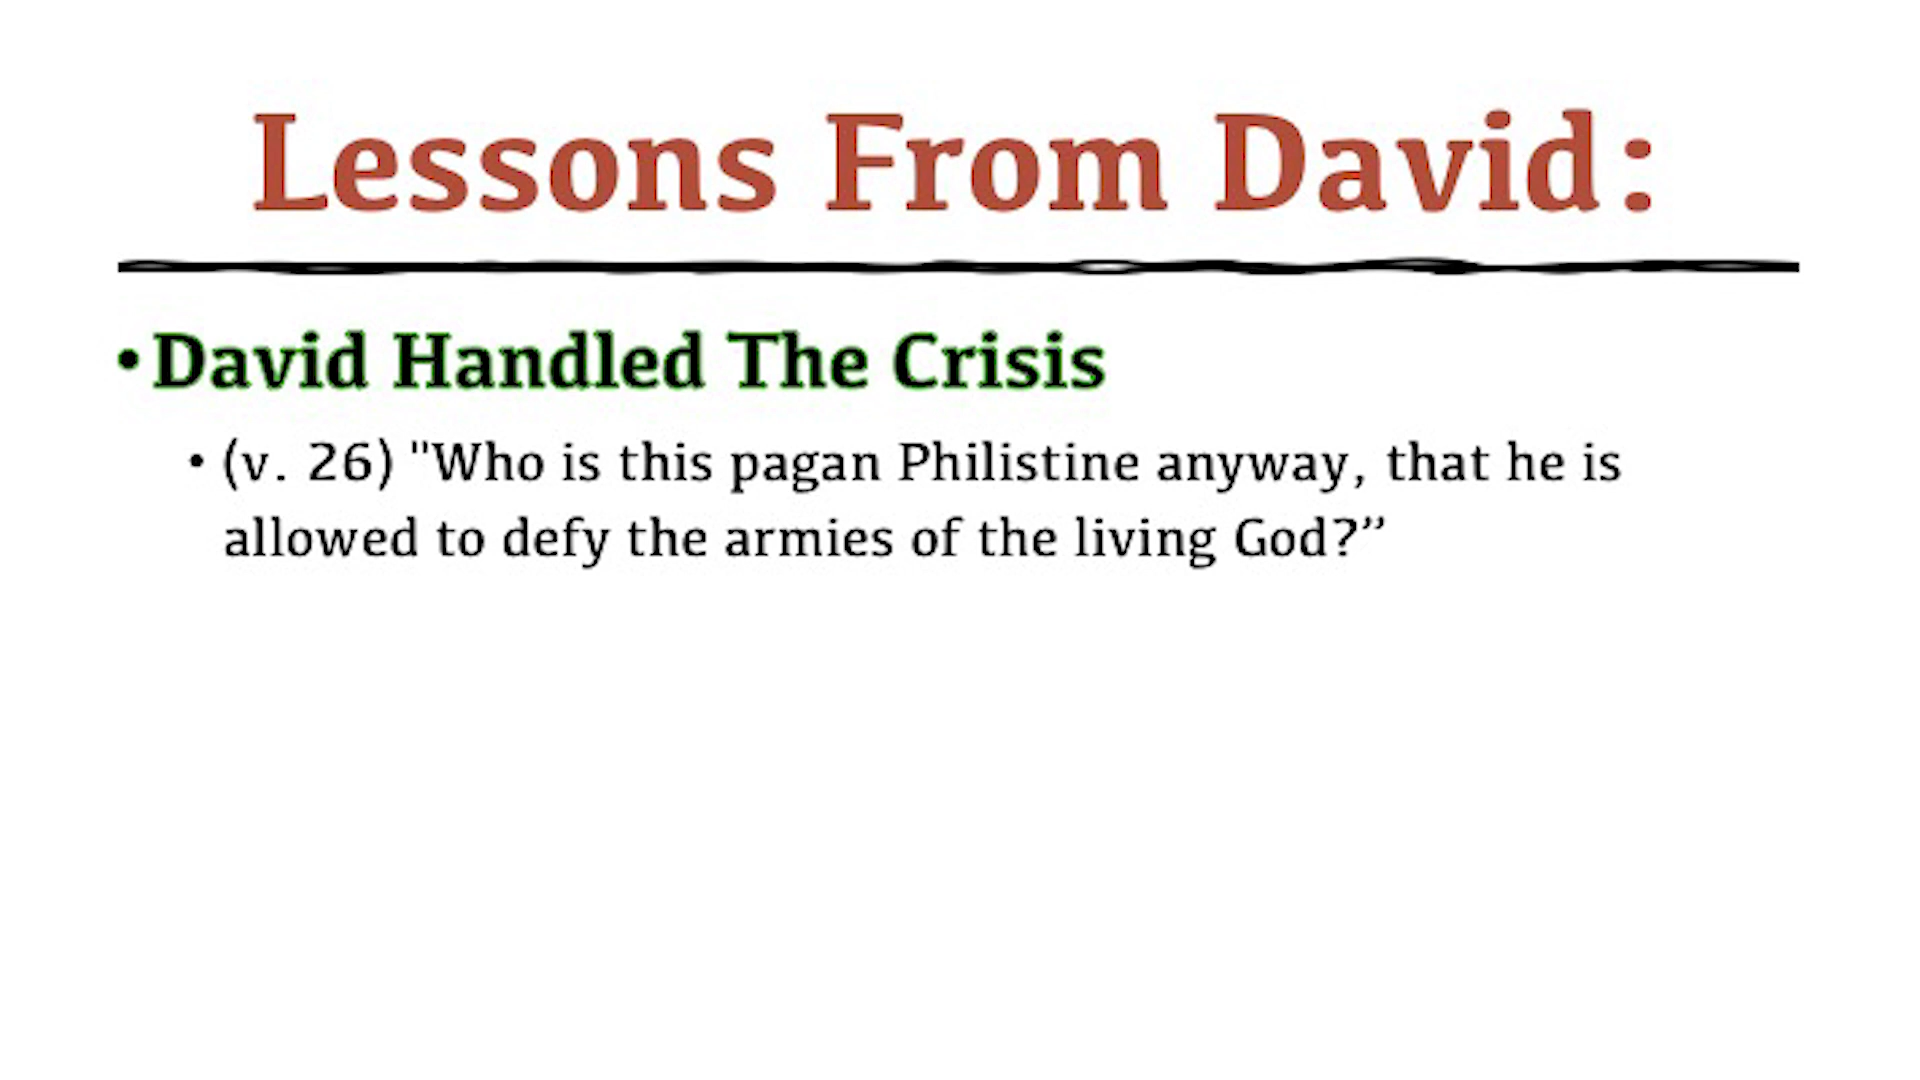 Lessons From David:
• David Handled The Crisis
• (v. 26) "Who is this pagan Philistine anyway, that he is
allowed to defy the armies of the living God?”